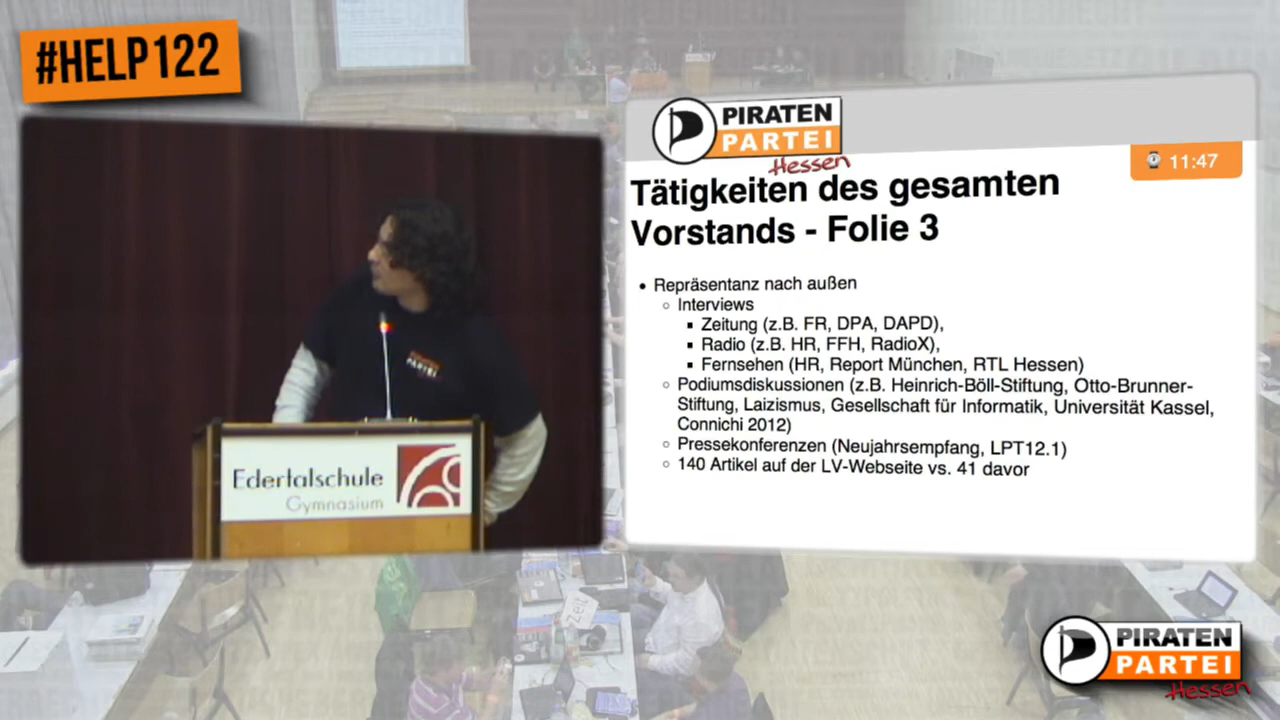 #HELP122
PIRATEN
PARTEI
Hessen
11:47
Tätigkeiten des gesamten
Vorstands - Folie 3
• Repräsentanz nach außen
Interviews
Zeitung (z.B. FR, DPA, DAPD),
Radio (z.B. HR, FFH, RadioX),
Fernsehen (HR, Report München, RTL Hessen)
Podiumsdiskussionen (z.B. Heinrich-Böll-Stiftung, Otto-Brunner-
Stiftung, Laizismus, Gesellschaft für Informatik, Universität Kassel,
Connichi 2012)
Pressekonferenzen (Neujahrsempfang, LPT12.1)
140 Artikel auf der LV-Webseite vs. 41 davor
PIRATEN
PARTEI
Edertalschule
Gymnasium
zeit
PIRATEN
PARTEI
Hessen